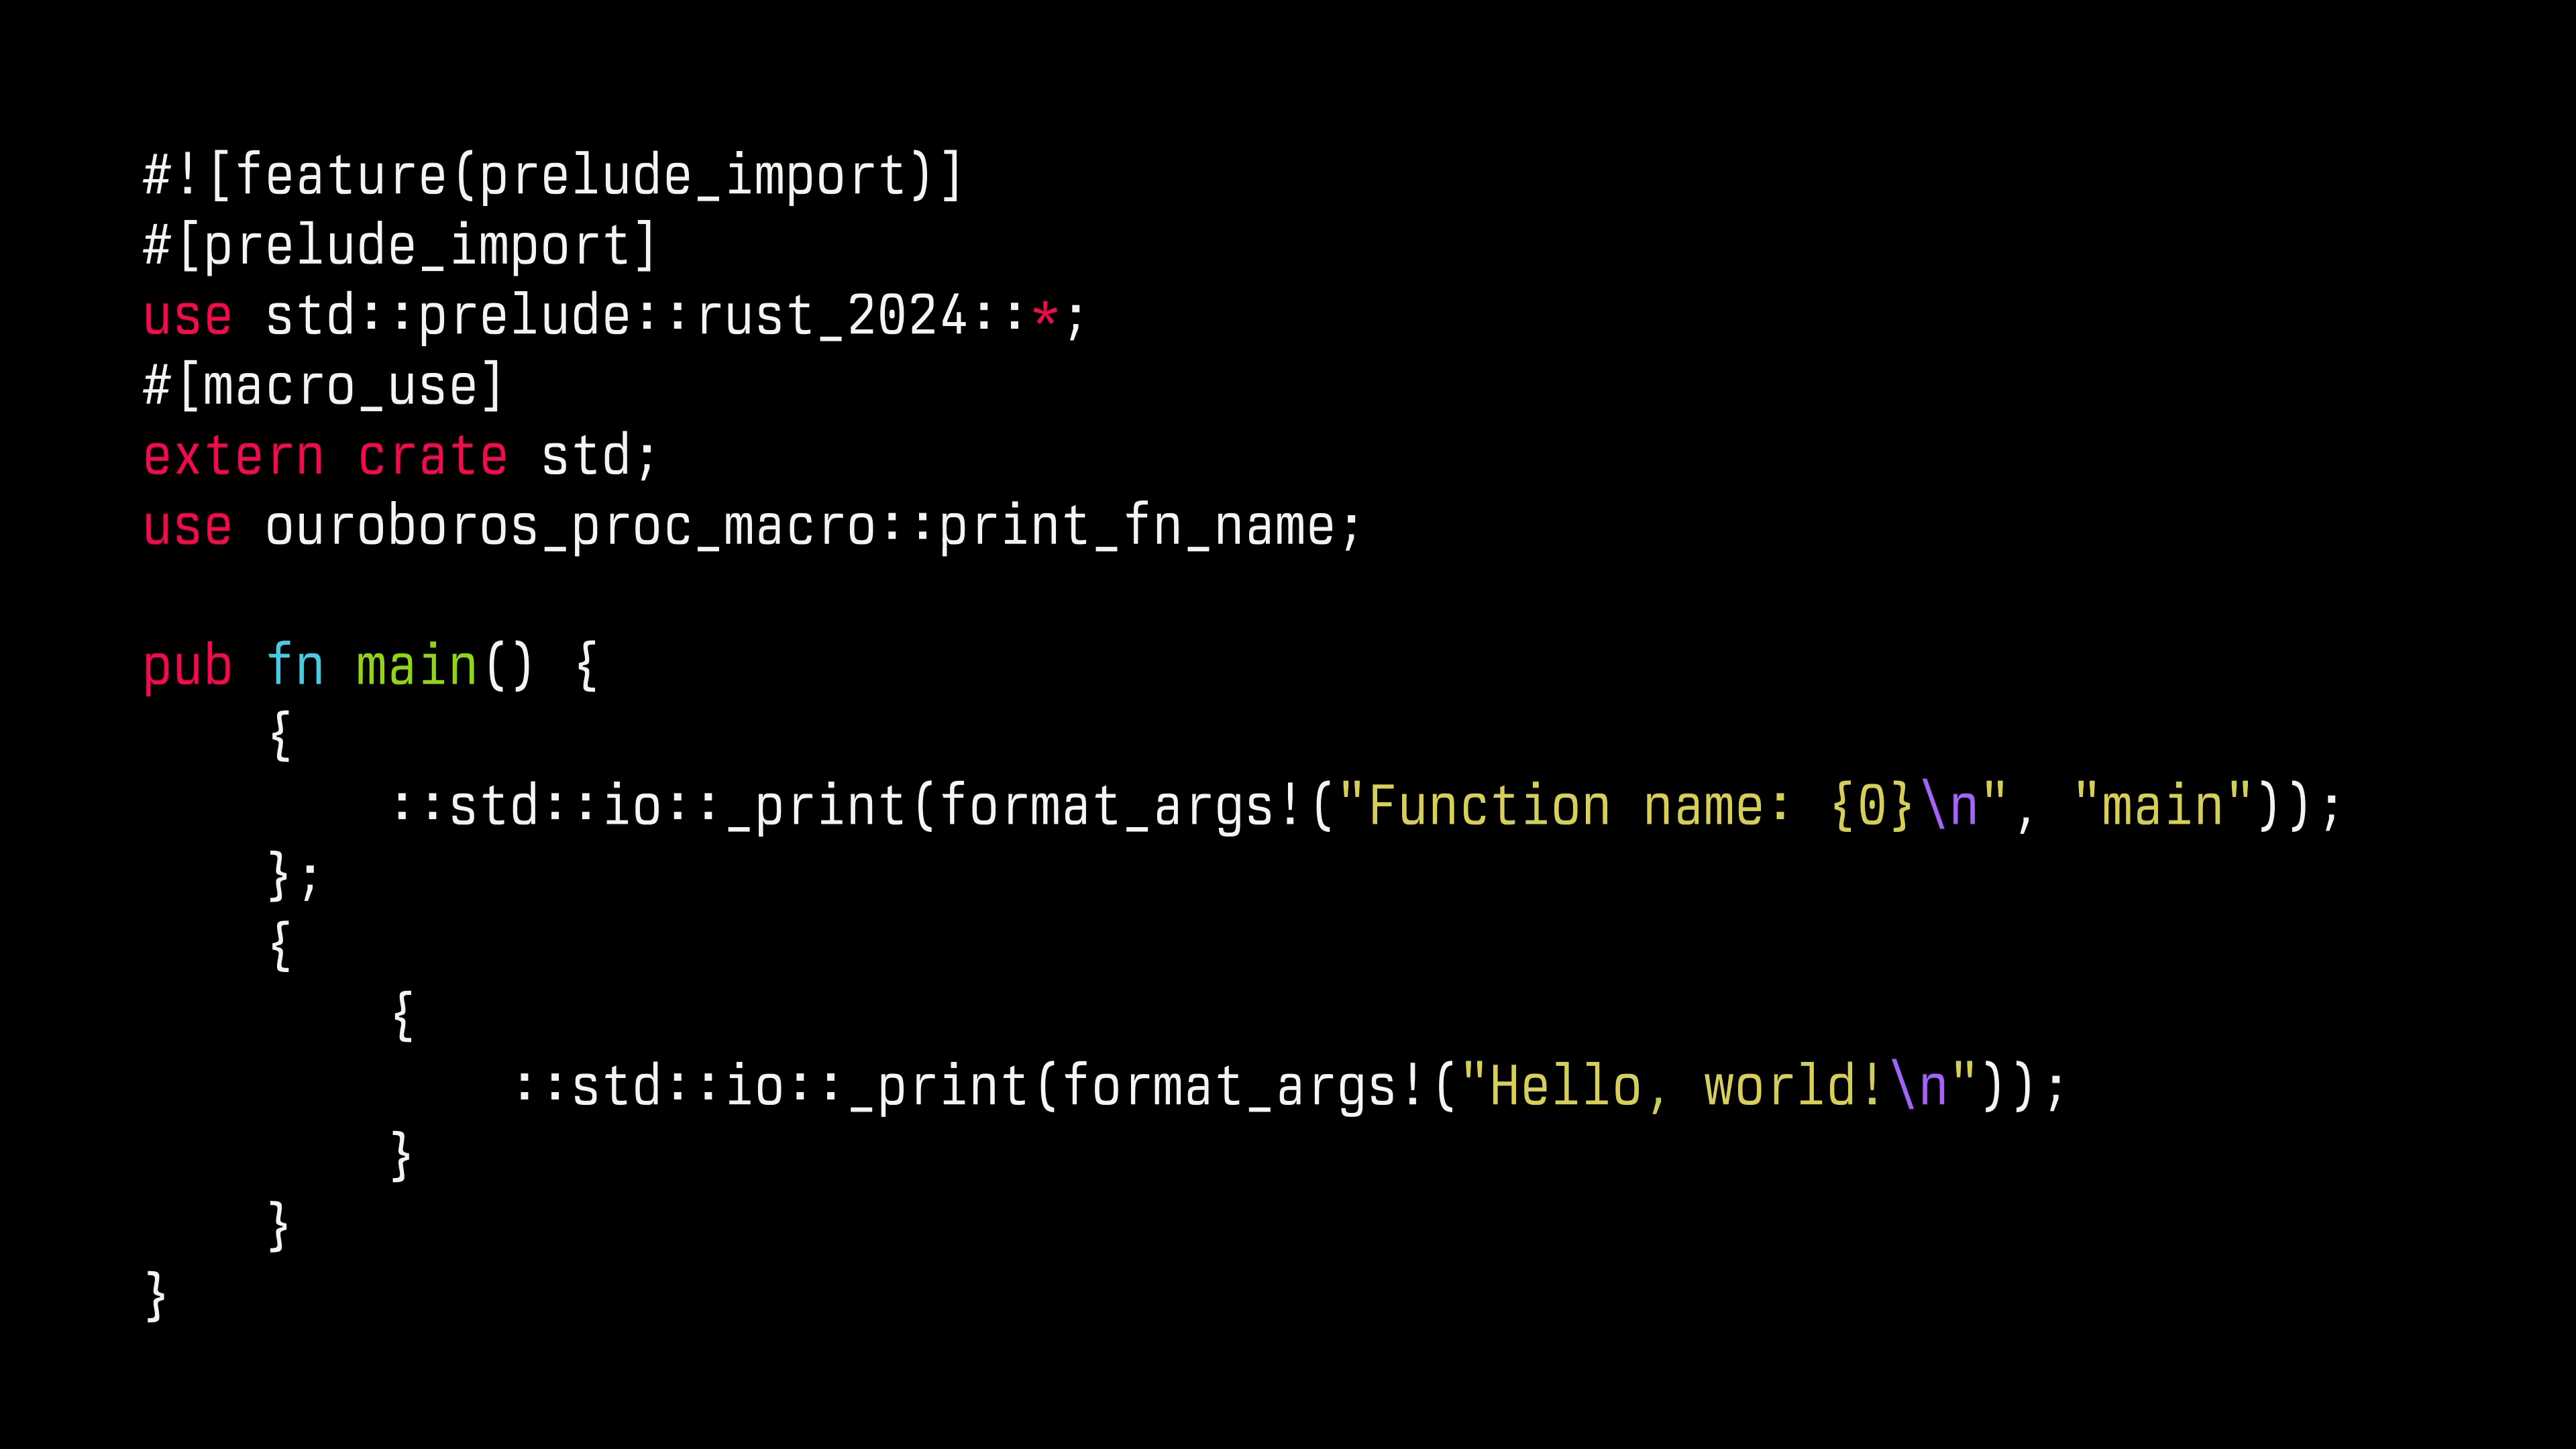 #![feature(prelude_import)]
#[prelude_import]
use std::prelude::rust_2024::*;
#[macro_use]
extern crate std;
use ouroboros_proc_macro::print_fn_name;

pub fn main() {
    {
        ::std::io::_print(format_args!("Function name: {0}\n", "main"));
    };
    {
        {
            ::std::io::_print(format_args!("Hello, world!\n"));
        }
    }
}